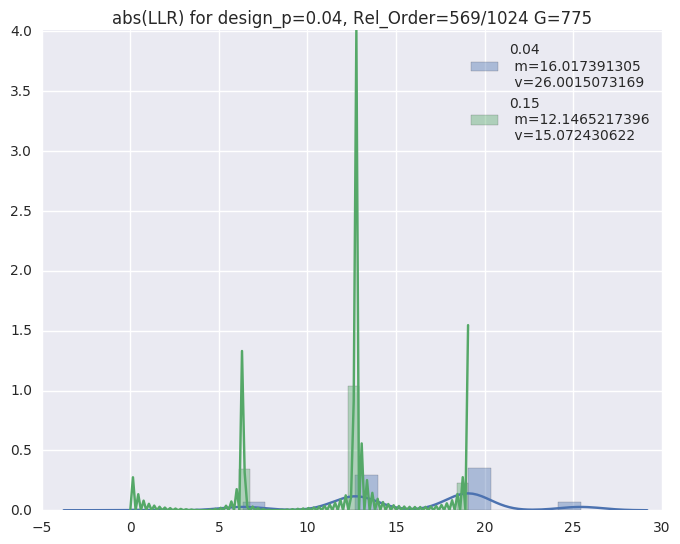 abs(LLR) for design_p=0.04, Rel_Order=569/1024 G=775
0.04
m=16.017391305
v=26.0015073169
0.15
m=12.1465217396
v=15.072430622
4.0
3.5
3.0
2.5
2.0
1.5
1.0
0.5
0.0
−5 0 5 10 15 20 25 30